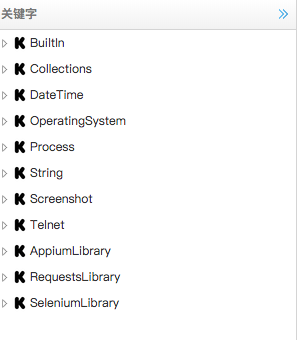 关键字
BuiltIn
Collections
DateTime
OperatingSystem
Process
String
Screenshot
Telnet
AppiumLibrary
RequestsLibrary
SeleniumLibrary